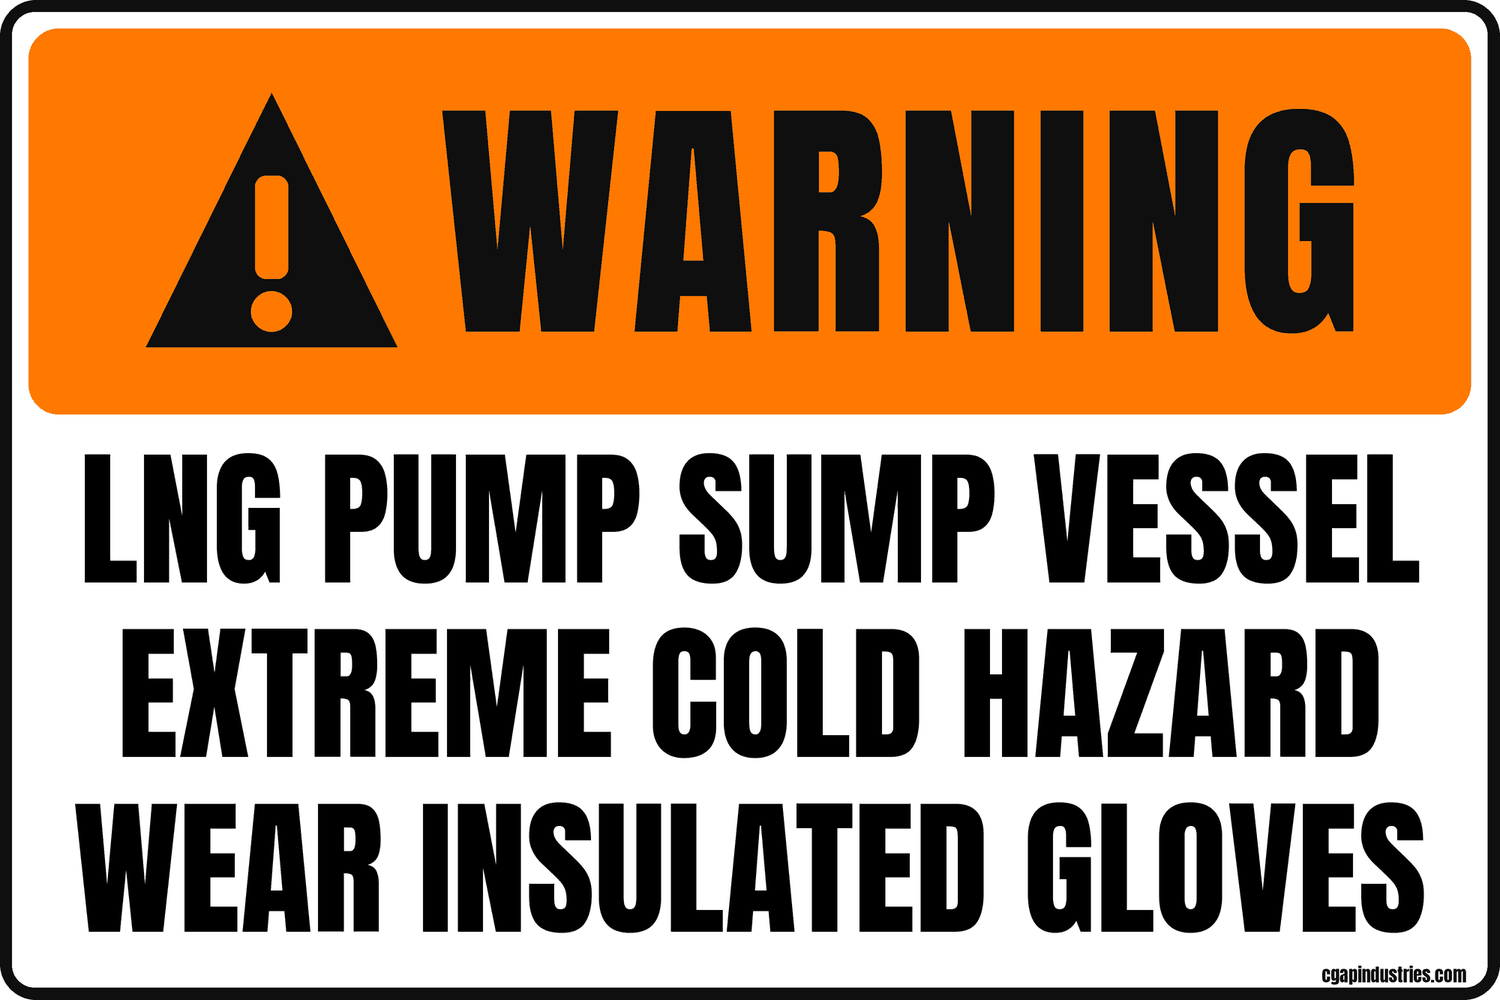 WARNING
LNG PUMP SUMP VESSEL
EXTREME COLD HAZARD
WEAR INSULATED GLOVES
cgapindustries.com